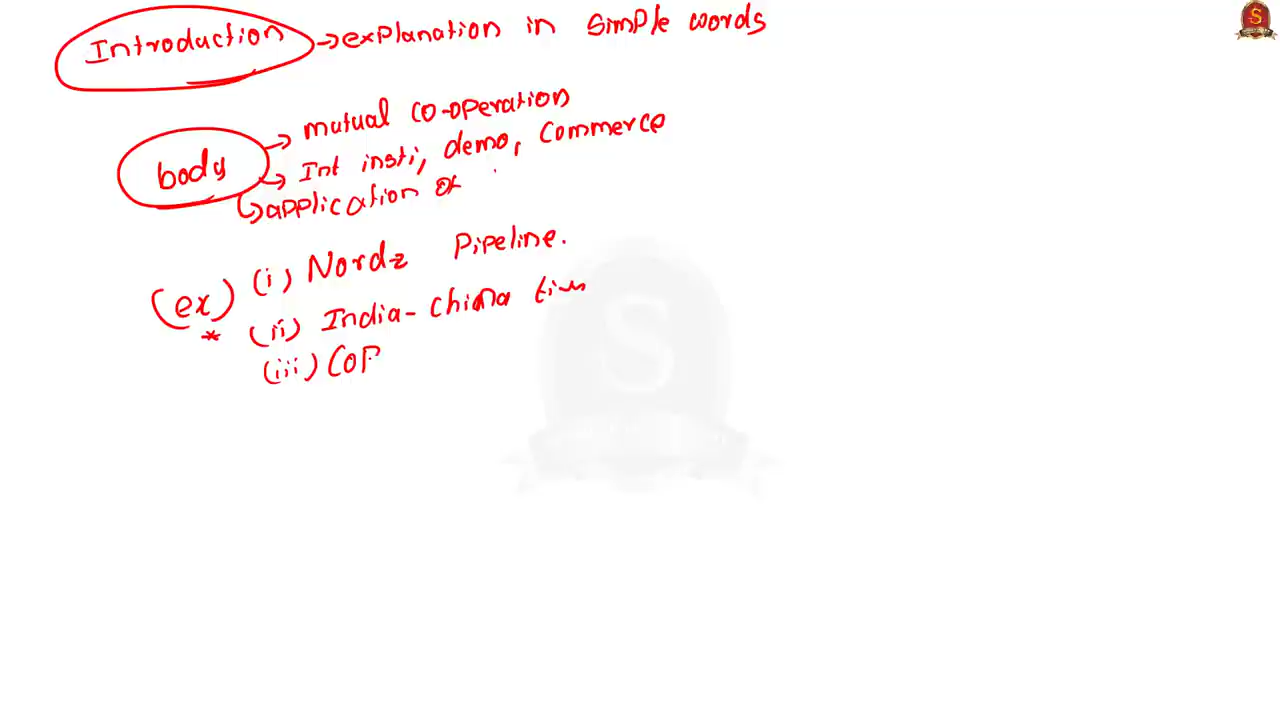 Introduction → explanation in simple words
body → mutual co-operation
→ Int insti, demo, Commerce
→ application of
(ex) (i) Nord2 Pipeline.
* (ii) India-China
(iii) COP
S